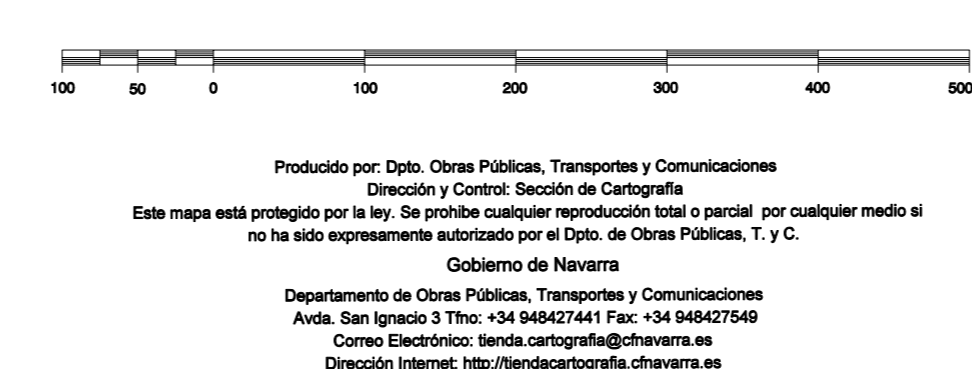 100 50 0 100 200 300 400 500
Producido por: Dpto. Obras Públicas, Transportes y Comunicaciones
Dirección y Control: Sección de Cartografía
Este mapa está protegido por la ley. Se prohibe cualquier reproducción total o parcial por cualquier medio si
no ha sido expresamente autorizado por el Dpto. de Obras Públicas, T. y C.
Gobierno de Navarra
Departamento de Obras Públicas, Transportes y Comunicaciones
Avda. San Ignacio 3 Tfno: +34 948427441 Fax: +34 948427549
Correo Electrónico: tienda.cartografia@cfnavarra.es
Dirección Internet: http://tiendacartografia.cfnavarra.es